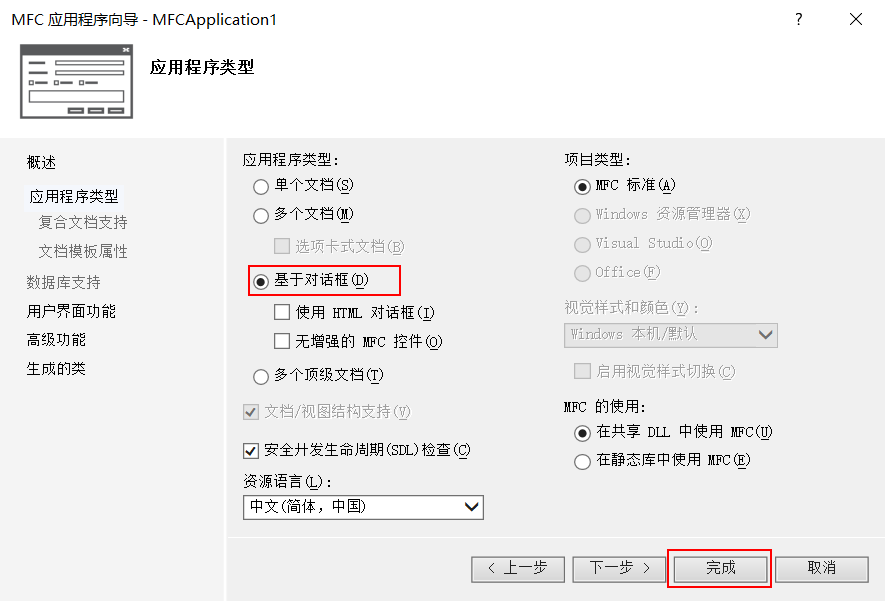 MFC 应用程序向导 - MFCApplication1
?
应用程序类型
概述
应用程序类型
复合文档支持
文档模板属性
数据库支持
用户界面功能
高级功能
生成的类
应用程序类型:
单个文档(S)
多个文档(M)
选项卡式文档(B)
基于对话框(D)
使用 HTML 对话框(I)
无增强的 MFC 控件(O)
多个顶级文档(T)
文档/视图结构支持(V)
安全开发生命周期(SDL)检查(C)
资源语言(L):
中文(简体，中国)
项目类型:
MFC 标准(A)
Windows 资源管理器(X)
Visual Studio(O)
Office(F)
视觉样式和颜色(Y):
Windows 本机/默认
启用视觉样式切换(C)
MFC 的使用:
在共享 DLL 中使用 MFC(U)
在静态库中使用 MFC(E)
< 上一步
下一步 >
完成
取消